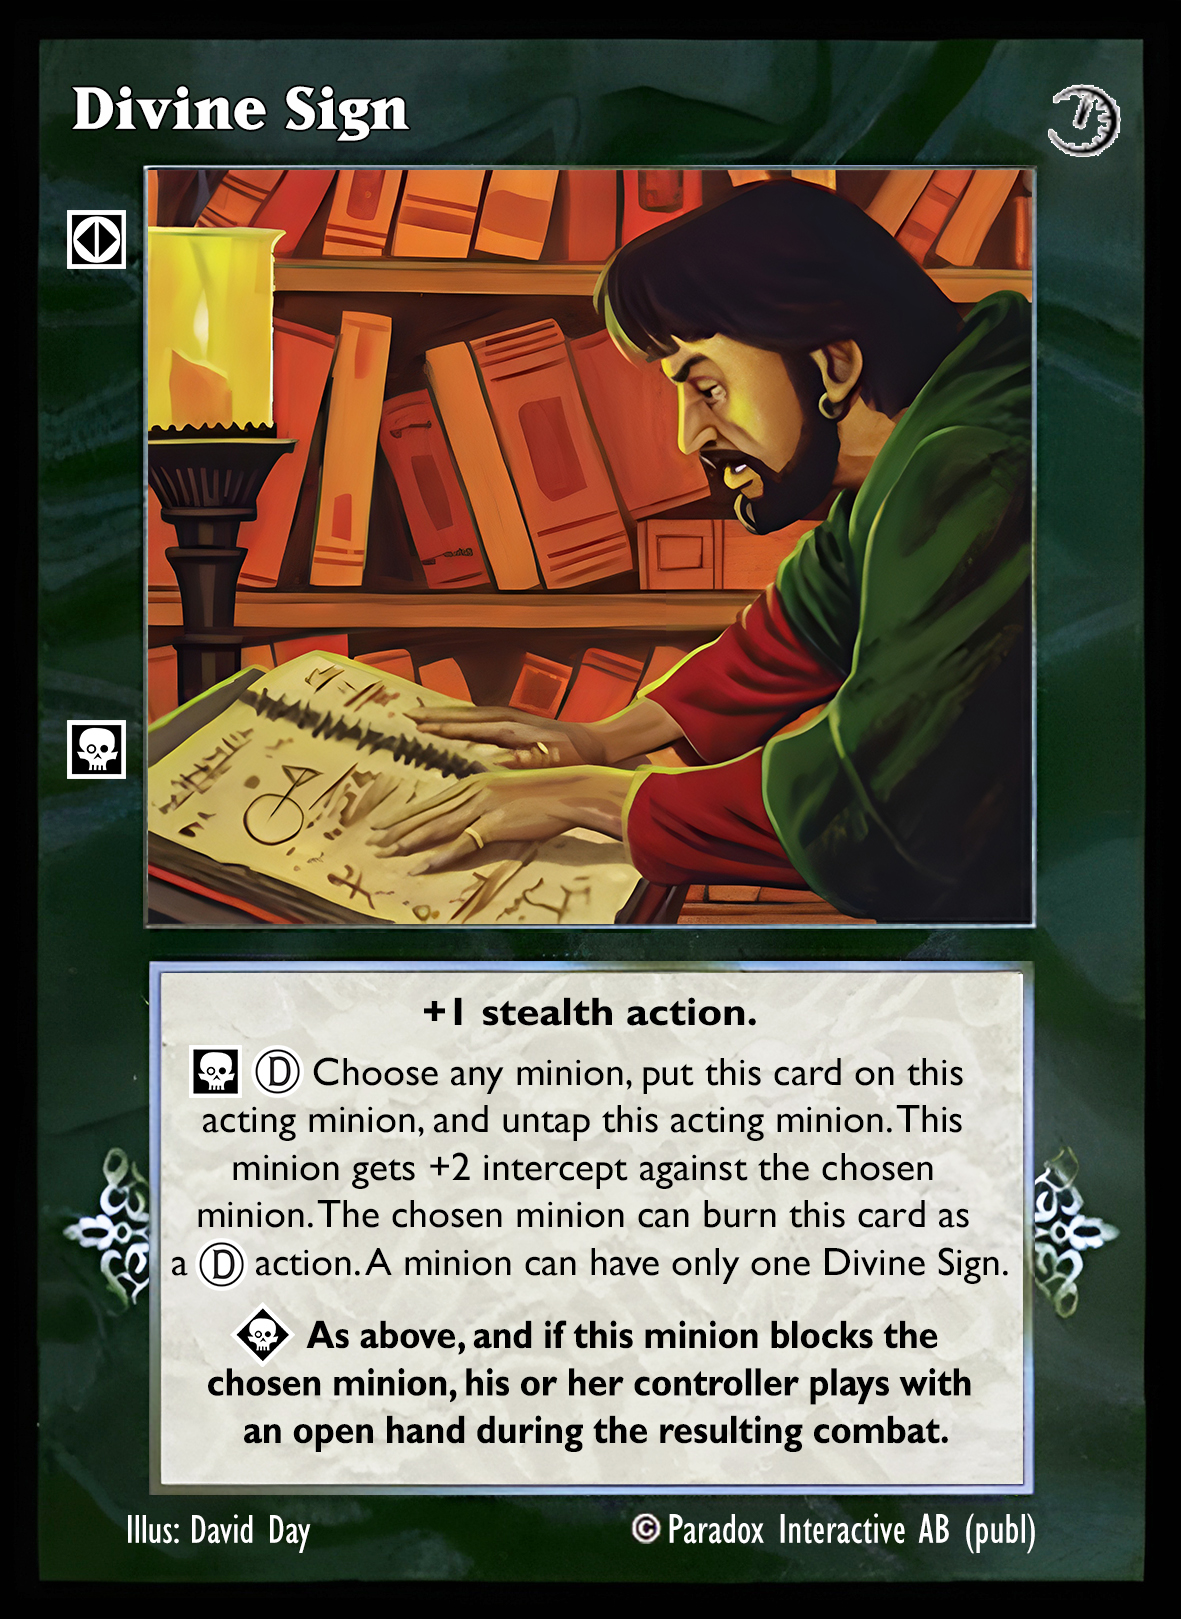 Divine Sign
+1 stealth action.
Ⓓ Choose any minion, put this card on this
acting minion, and untap this acting minion. This
minion gets +2 intercept against the chosen
minion. The chosen minion can burn this card as
a Ⓓ action. A minion can have only one Divine Sign.
As above, and if this minion blocks the
chosen minion, his or her controller plays with
an open hand during the resulting combat.
Illus: David Day
© Paradox Interactive AB (publ)